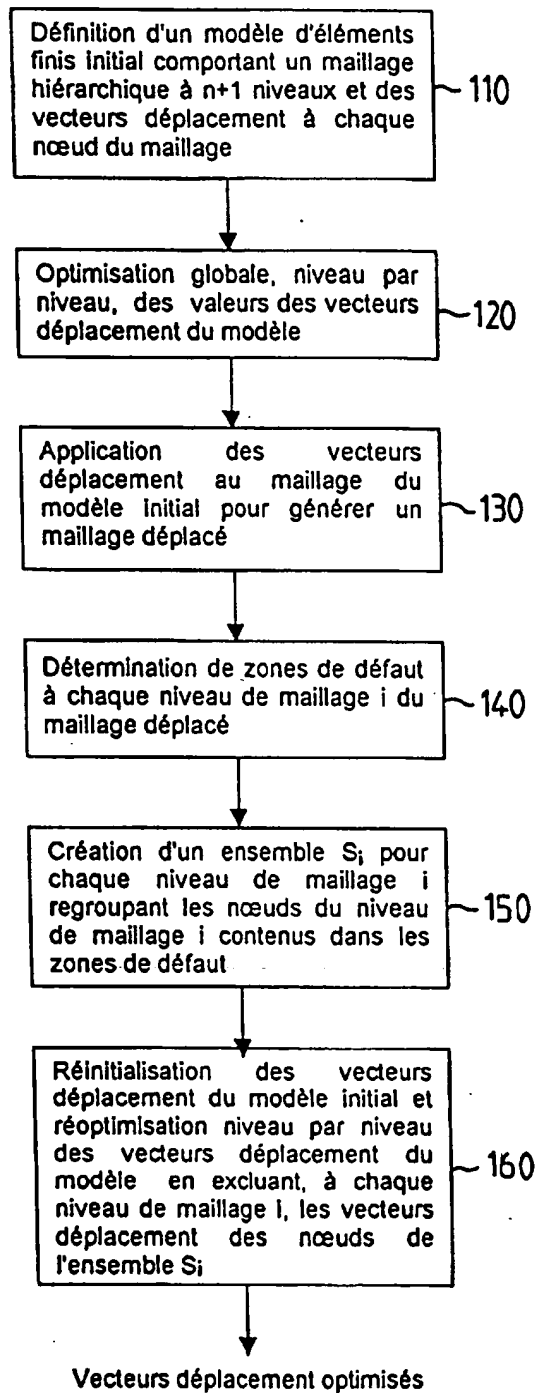 Définition d'un modèle d'éléments
finis initial comportant un maillage
hiérarchique à n+1 niveaux et des
vecteurs déplacement à chaque
nœud du maillage
110
Optimisation globale, niveau par
niveau, des valeurs des vecteurs
déplacement du modèle
120
Application des vecteurs
déplacement au maillage du
modèle initial pour générer un
maillage déplacé
130
Détermination de zones de défaut
à chaque niveau de maillage i du
maillage déplacé
140
Création d'un ensemble Si pour
chaque niveau de maillage i
regroupant les nœuds du niveau
de maillage i contenus dans les
zones de défaut
150
Réinitialisation des vecteurs
déplacement du modèle initial et
réoptimisation niveau par niveau
des vecteurs déplacement du
modèle en excluant, à chaque
niveau de maillage i, les vecteurs
déplacement des nœuds de
l'ensemble Si
160
Vecteurs déplacement optimisés